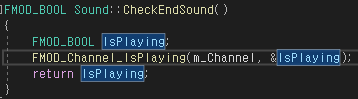 FMOD_BOOL Sound::CheckEndSound()
{
FMOD_BOOL IsPlaying;
FMOD_Channel_IsPlaying(m_Channel, &IsPlaying);
return IsPlaying;
}